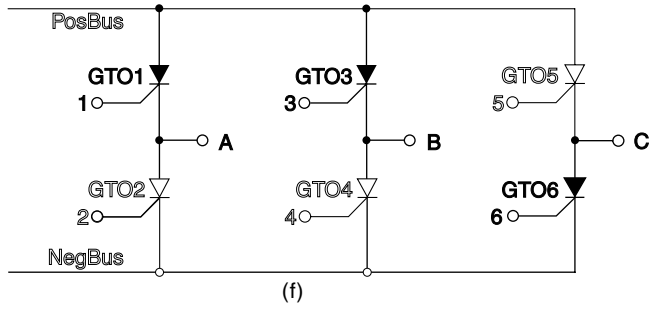 PosBus
GTO1 GTO3 GTO5
1 3 5
A B C
GTO2 GTO4 GTO6
2 4 6
NegBus
(f)